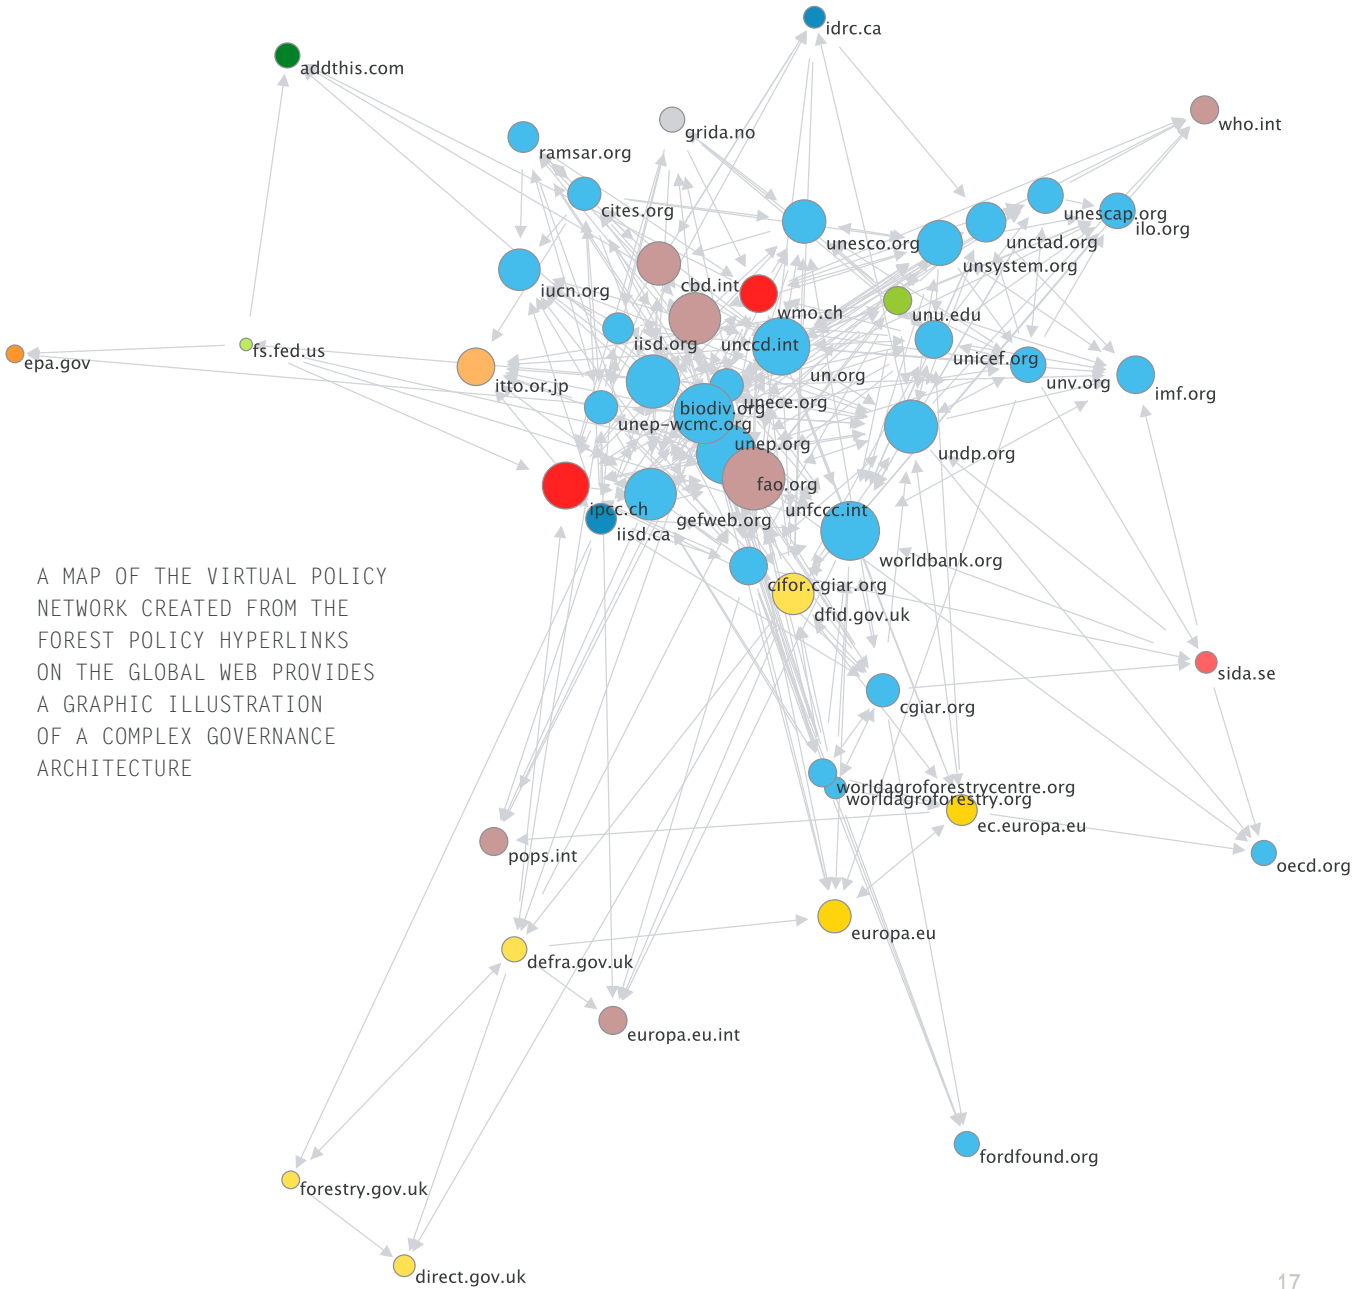 idrc.ca
addthis.com
who.int
grida.no
ramsar.org
cites.org
unescap.org
ilo.org
unesco.org
unctad.org
unsystem.org
cbd.int
iucn.org
wmo.ch
unu.edu
iisd.org
unccd.int
fs.fed.us
unicef.org
epa.gov
un.org
unv.org
itto.or.jp
imf.org
unece.org
biodiv.org
unep-wcmc.org
unep.org
undp.org
fao.org
ipcc.ch
unfccc.int
gefweb.org
iisd.ca
worldbank.org
A MAP OF THE VIRTUAL POLICY
NETWORK CREATED FROM THE
FOREST POLICY HYPERLINKS
ON THE GLOBAL WEB PROVIDES
A GRAPHIC ILLUSTRATION
OF A COMPLEX GOVERNANCE
ARCHITECTURE
cifor.cgiar.org
dfid.gov.uk
sida.se
cgiar.org
worldagroforestrycentre.org
worldagroforestry.org
ec.europa.eu
pops.int
oecd.org
europa.eu
defra.gov.uk
europa.eu.int
fordfound.org
forestry.gov.uk
direct.gov.uk
17